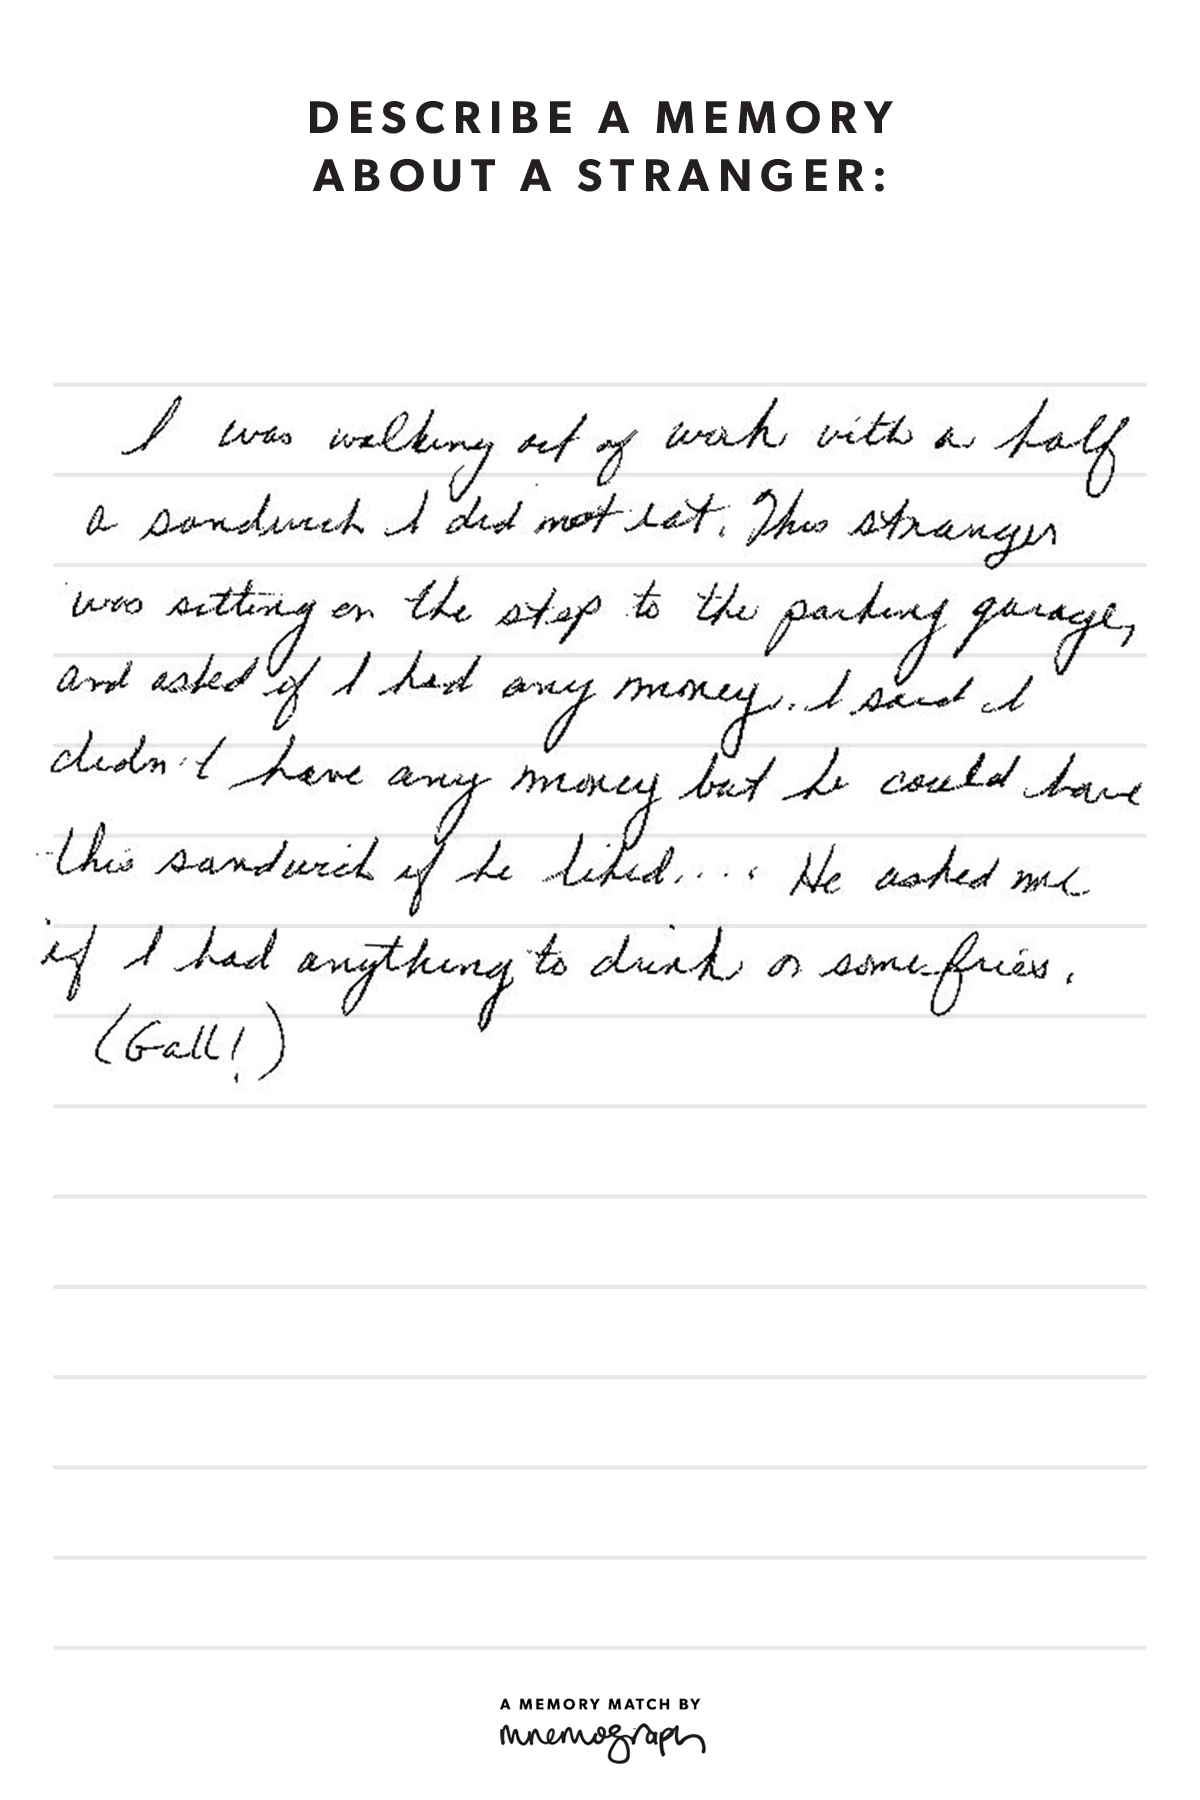 DESCRIBE A MEMORY
ABOUT A STRANGER:
I was walking out of work with a half
a sandwich I did not eat. This stranger
was sitting on the step to the parking garage,
and asked if I had any money. I said I
didn't have any money but he could have
this sandwich if he liked.... He asked me
if I had anything to drink or some fries.
(Gall!)
A MEMORY MATCH BY
mnemograph